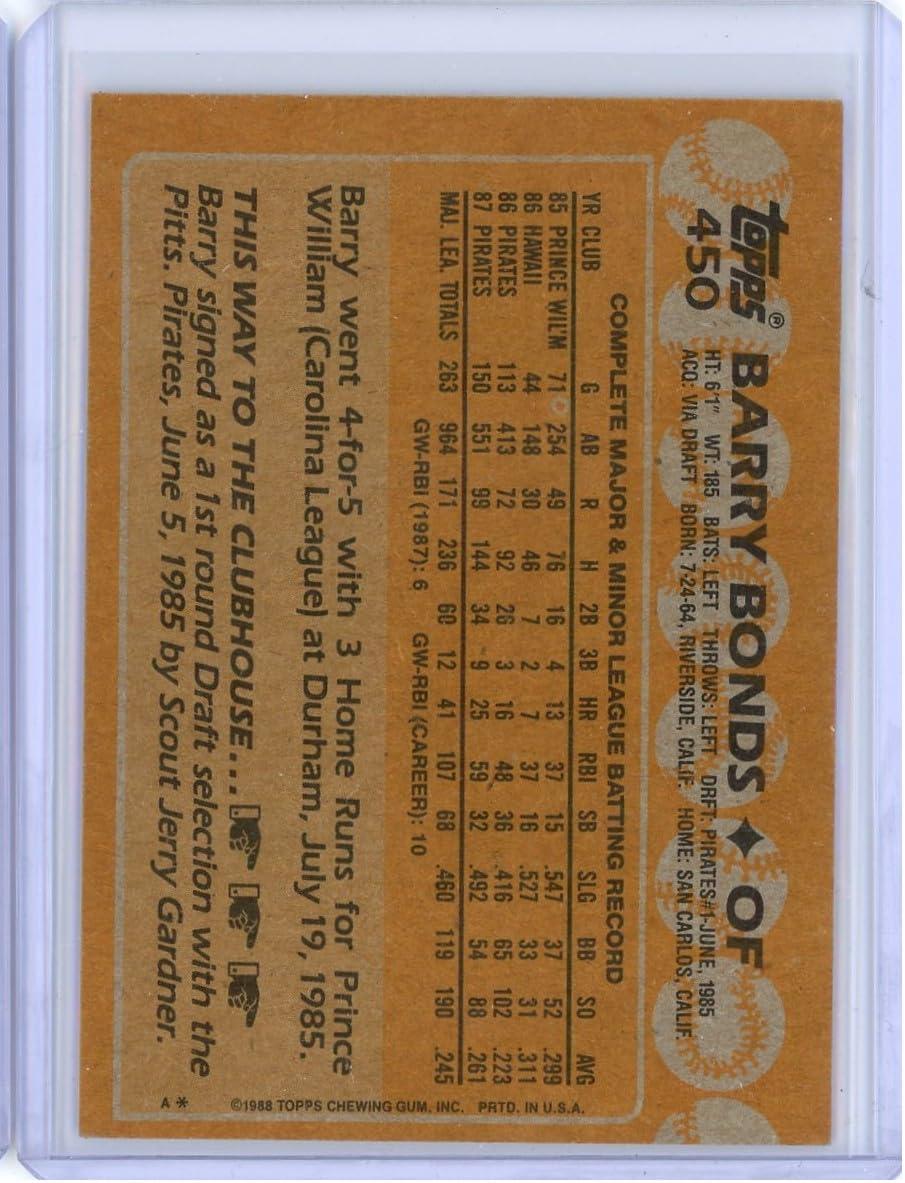 topps® BARRY BONDS ✦ OF
450
HT: 6'1" WT: 185 BATS: LEFT THROWS: LEFT DRFT: PIRATES#1-JUNE, 1985
ACQ: VIA DRAFT BORN: 7-24-64, RIVERSIDE, CALIF. HOME: SAN CARLOS, CALIF.
COMPLETE MAJOR & MINOR LEAGUE BATTING RECORD
YR CLUB G AB R H 2B 3B HR RBI SB SLG BB SO AVG
85 PRINCE WIL'M 71 254 49 76 16 4 13 37 15 .547 37 52 .299
86 HAWAII 44 148 30 46 7 2 7 37 16 .527 33 31 .311
86 PIRATES 113 413 72 92 26 3 16 48 36 .416 65 102 .223
87 PIRATES 150 551 99 144 34 9 25 59 32 .492 54 88 .261
MAJ. LEA. TOTALS 263 964 171 236 60 12 41 107 68 .460 119 190 .245
GW-RBI (1987): 6 GW-RBI (CAREER): 10
Barry went 4-for-5 with 3 Home Runs for Prince
William (Carolina League) at Durham, July 19, 1985.
THIS WAY TO THE CLUBHOUSE...
Barry signed as a 1st round Draft selection with the
Pitts. Pirates, June 5, 1985 by Scout Jerry Gardner.
A * ©1988 TOPPS CHEWING GUM, INC. PRTD. IN U.S.A.